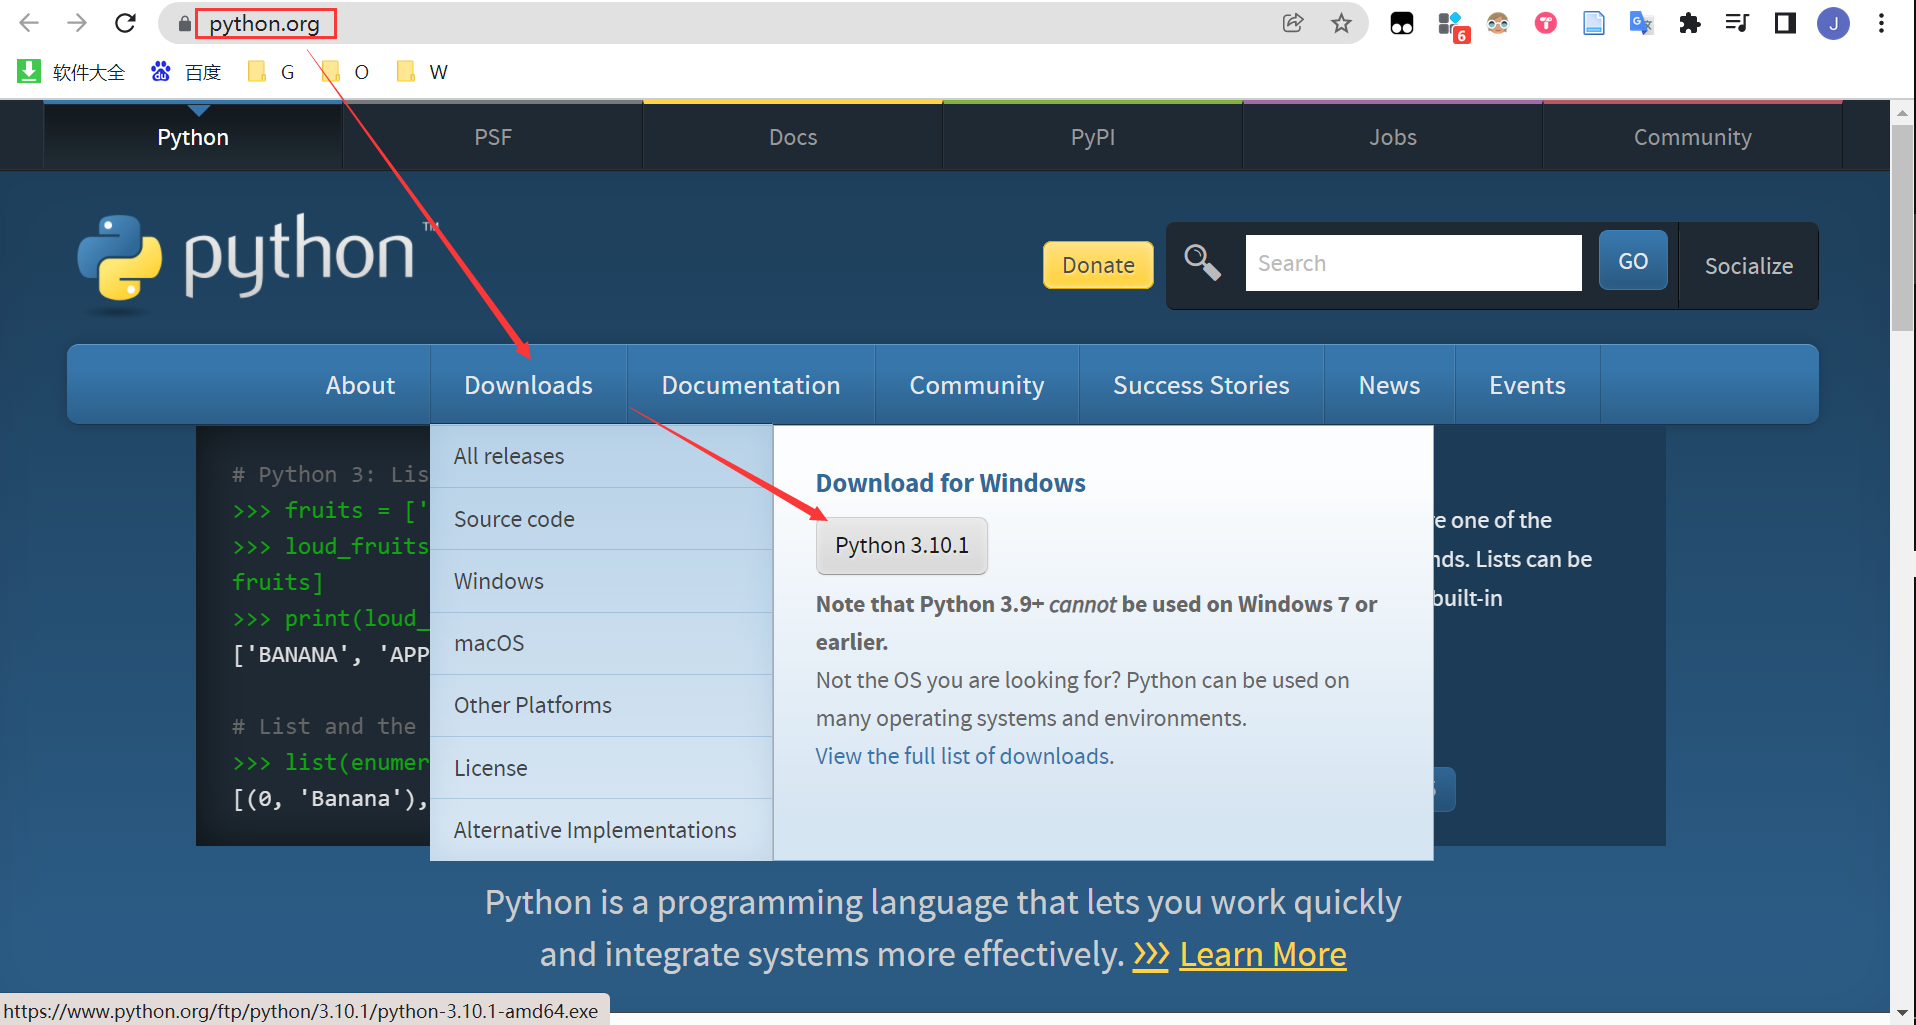 python.org
6
J
软件大全
du
百度
G
O
W
Python
PSF
Docs
PyPI
Jobs
Community
python
TM
Donate
Search
GO
Socialize
About
Downloads
Documentation
Community
Success Stories
News
Events
# Python 3: Lis
>>> fruits = ['
>>> loud_fruits
fruits]
>>> print(loud_
['BANANA', 'APP
# List and the
>>> list(enumer
[(0, 'Banana'),
All releases
Source code
Windows
macOS
Other Platforms
License
Alternative Implementations
Download for Windows
Python 3.10.1
Note that Python 3.9+ cannot be used on Windows 7 or
earlier.
Not the OS you are looking for? Python can be used on
many operating systems and environments.
View the full list of downloads.
e one of the
nds. Lists can be
built-in
Python is a programming language that lets you work quickly
and integrate systems more effectively. >>> Learn More
https://www.python.org/ftp/python/3.10.1/python-3.10.1-amd64.exe